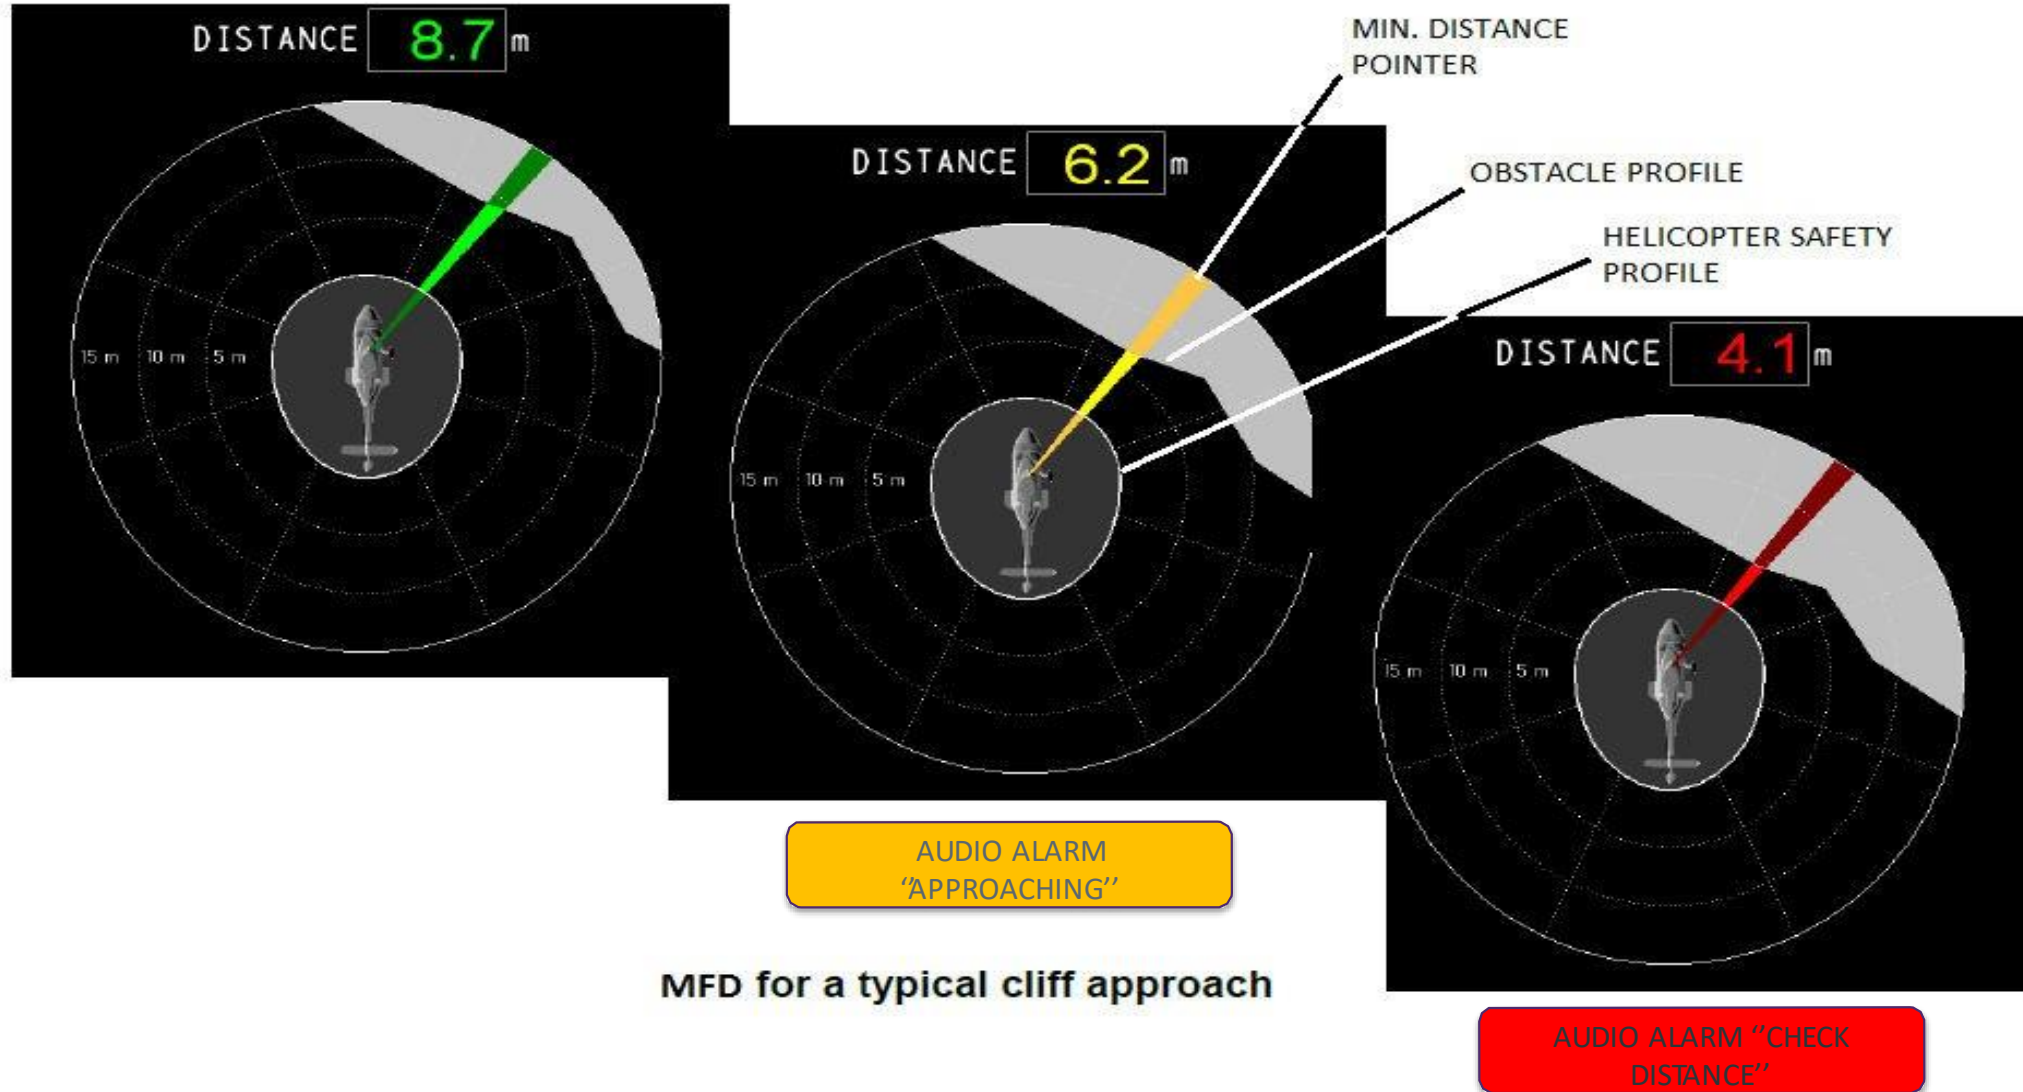 DISTANCE 8.7 m
15 m 10 m 5 m
MIN. DISTANCE
POINTER
DISTANCE 6.2 m
15 m 10 m 5 m
OBSTACLE PROFILE
HELICOPTER SAFETY
PROFILE
DISTANCE 4.1 m
15 m 10 m 5 m
AUDIO ALARM
‘’APPROACHING’’
MFD for a typical cliff approach
AUDIO ALARM ‘’CHECK
DISTANCE’’